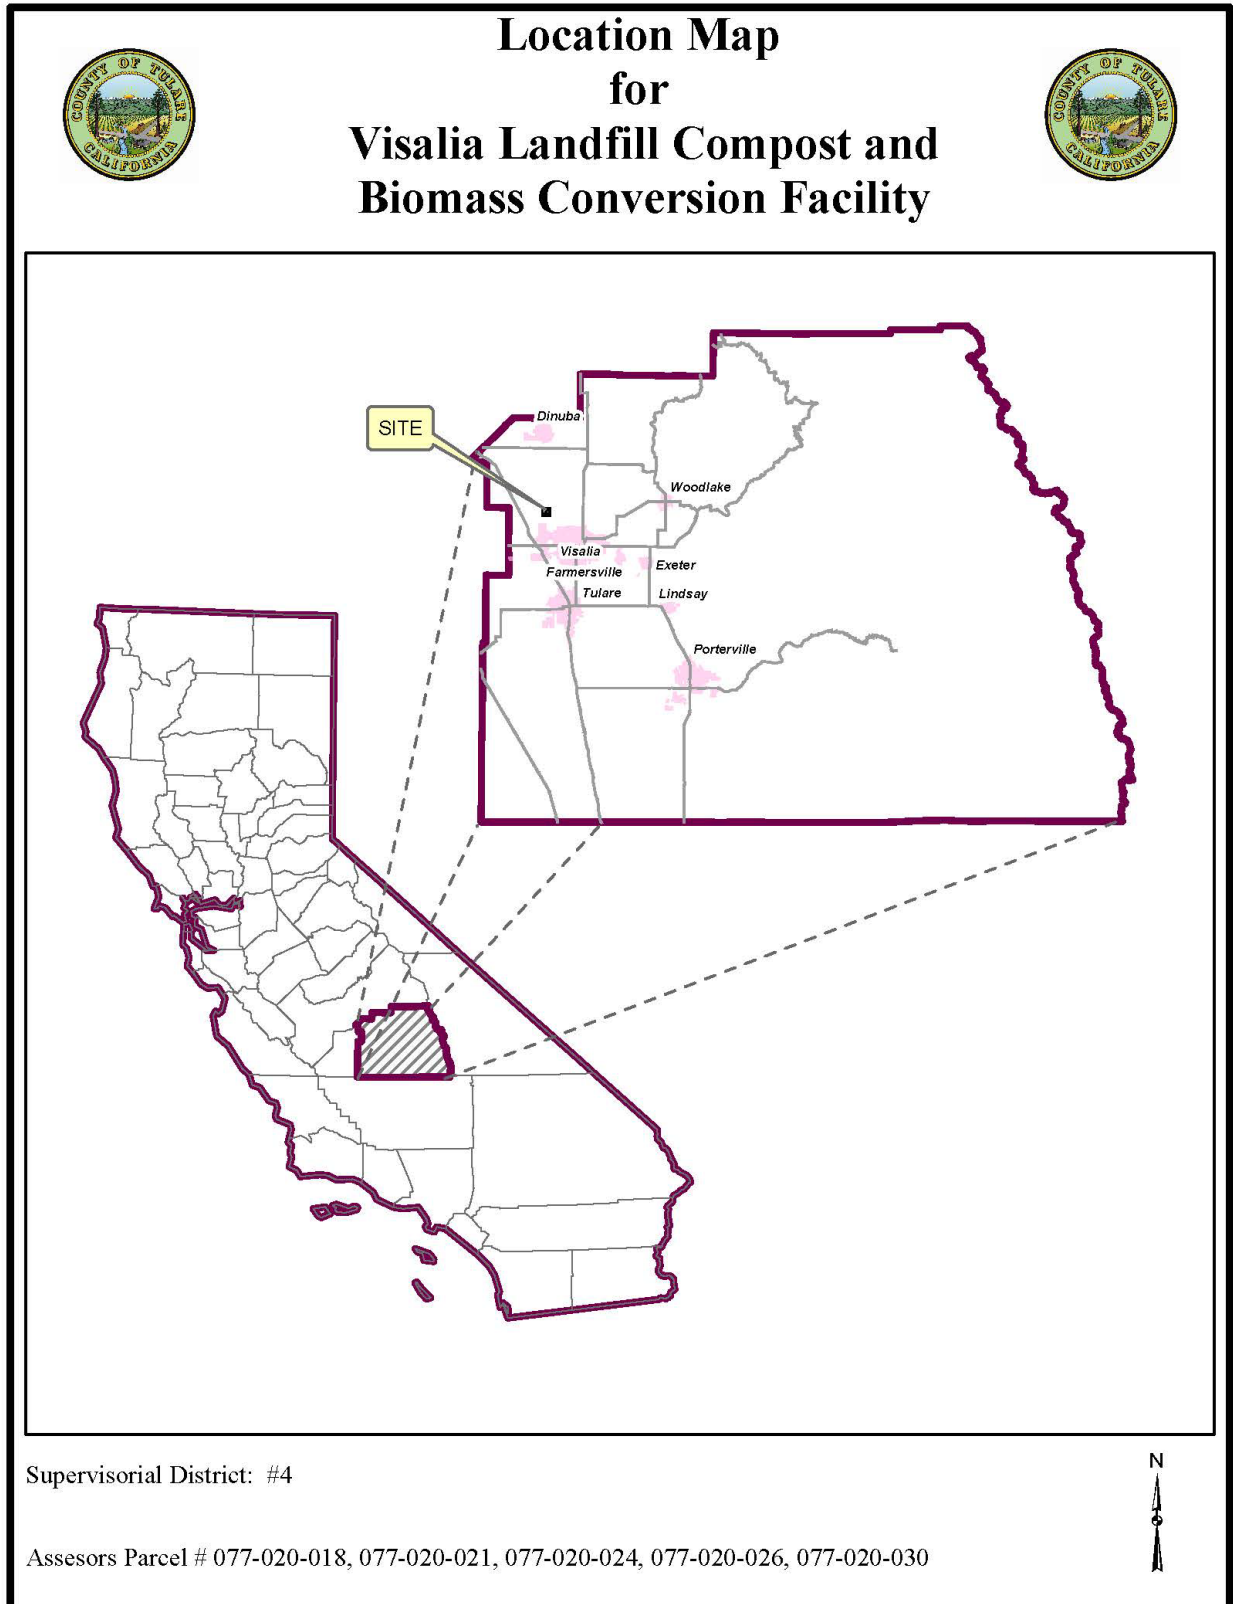 Location Map
for
Visalia Landfill Compost and
Biomass Conversion Facility
COUNTY OF TULARE
CALIFORNIA
COUNTY OF TULARE
CALIFORNIA
SITE
Dinuba
Woodlake
Visalia
Exeter
Farmersville
Tulare
Lindsay
Porterville
Supervisorial District: #4
N
Assesors Parcel # 077-020-018, 077-020-021, 077-020-024, 077-020-026, 077-020-030